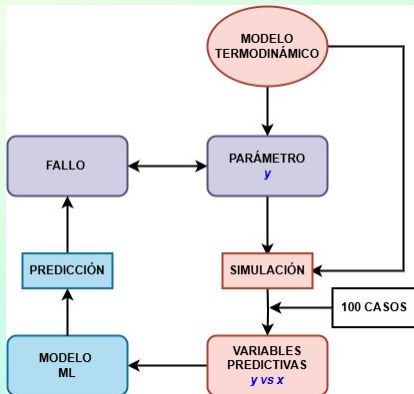 MODELO
TERMODINÁMICO
FALLO
PARÁMETRO
y
PREDICCIÓN
SIMULACIÓN
100 CASOS
MODELO
ML
VARIABLES
PREDICTIVAS
y vs x